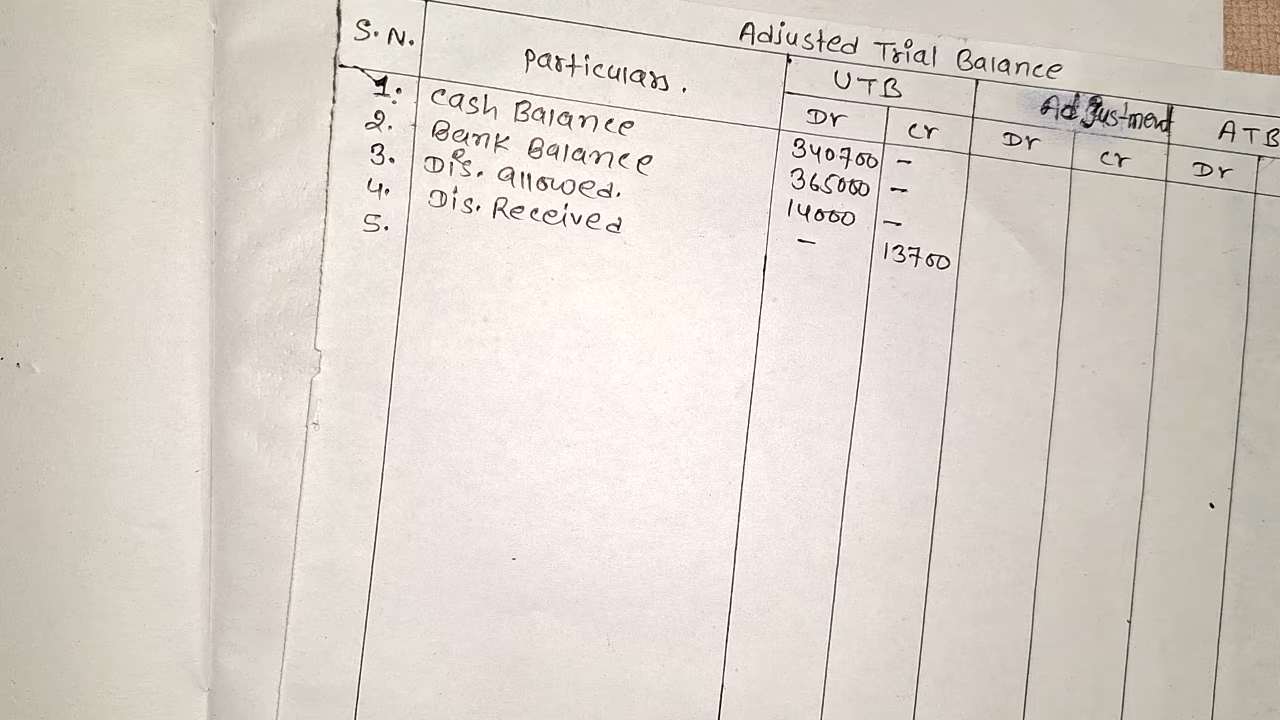 Adjusted Trial Balance
S.N. Particulars. UTB Adjustment ATB
Dr Cr Dr Cr Dr
1. Cash Balance 340700 -
2. Bank Balance 365000 -
3. Dis. allowed. 14000 -
4. Dis. Received - 13700
5.